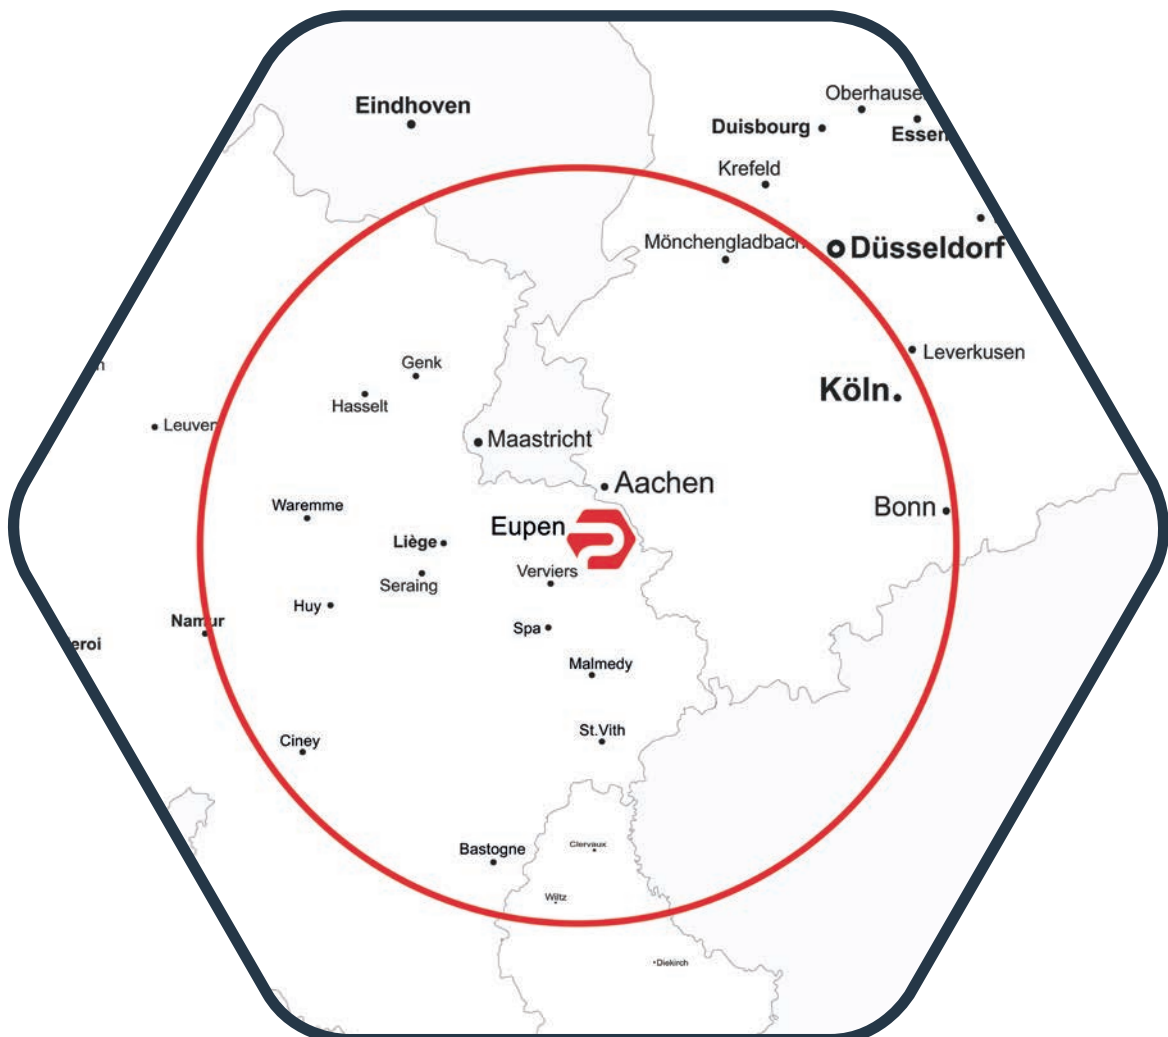 Eindhoven
Oberhause
Duisbourg
Essen
Krefeld
Mönchengladbach
Düsseldorf
Leverkusen
Genk
Köln
Hasselt
Leuven
Maastricht
Aachen
Waremme
Bonn
Eupen
Liège
Verviers
Seraing
Huy
Namur
Spa
eroi
Malmedy
St.Vith
Ciney
Clervaux
Bastogne
Wiltz
Diekirch